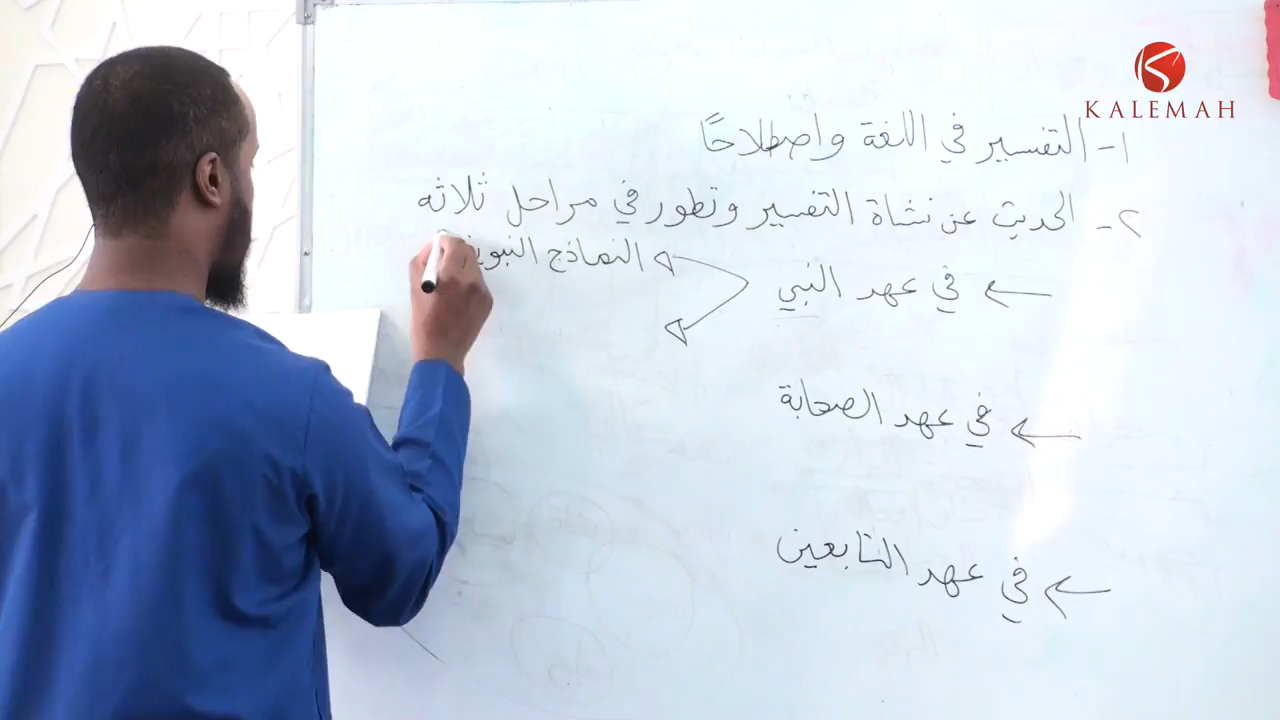 KALEMAH
١- التفسير في اللغة واصطلاحًا
٢- الحديث عن نشأة التفسير وتطور في مراحل ثلاثه
← في عهد النبي
النماذج النبوية
← في عهد الصحابة
← في عهد التابعين